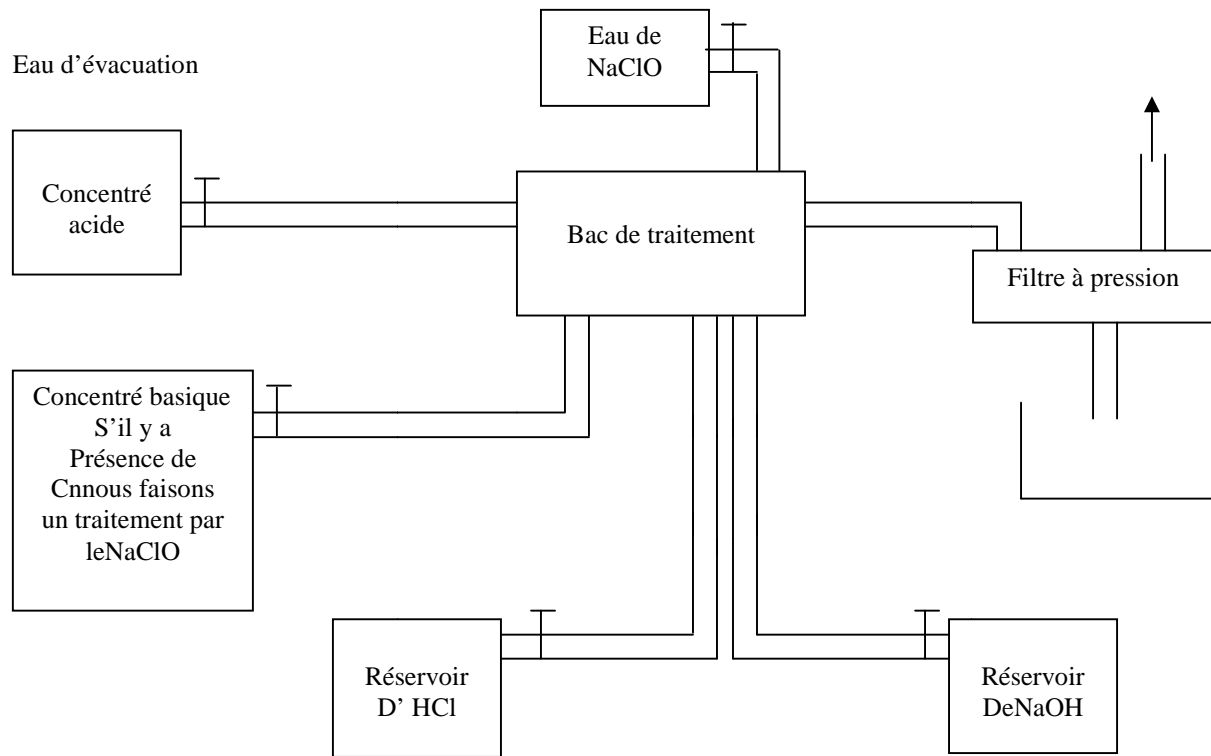 Eau de
NaClO
Eau d’évacuation
Concentré
acide
Bac de traitement
Filtre à pression
Concentré basique
S’il y a
Présence de
Cnnous faisons
un traitement par
leNaClO
Réservoir
D’ HCl
Réservoir
DeNaOH